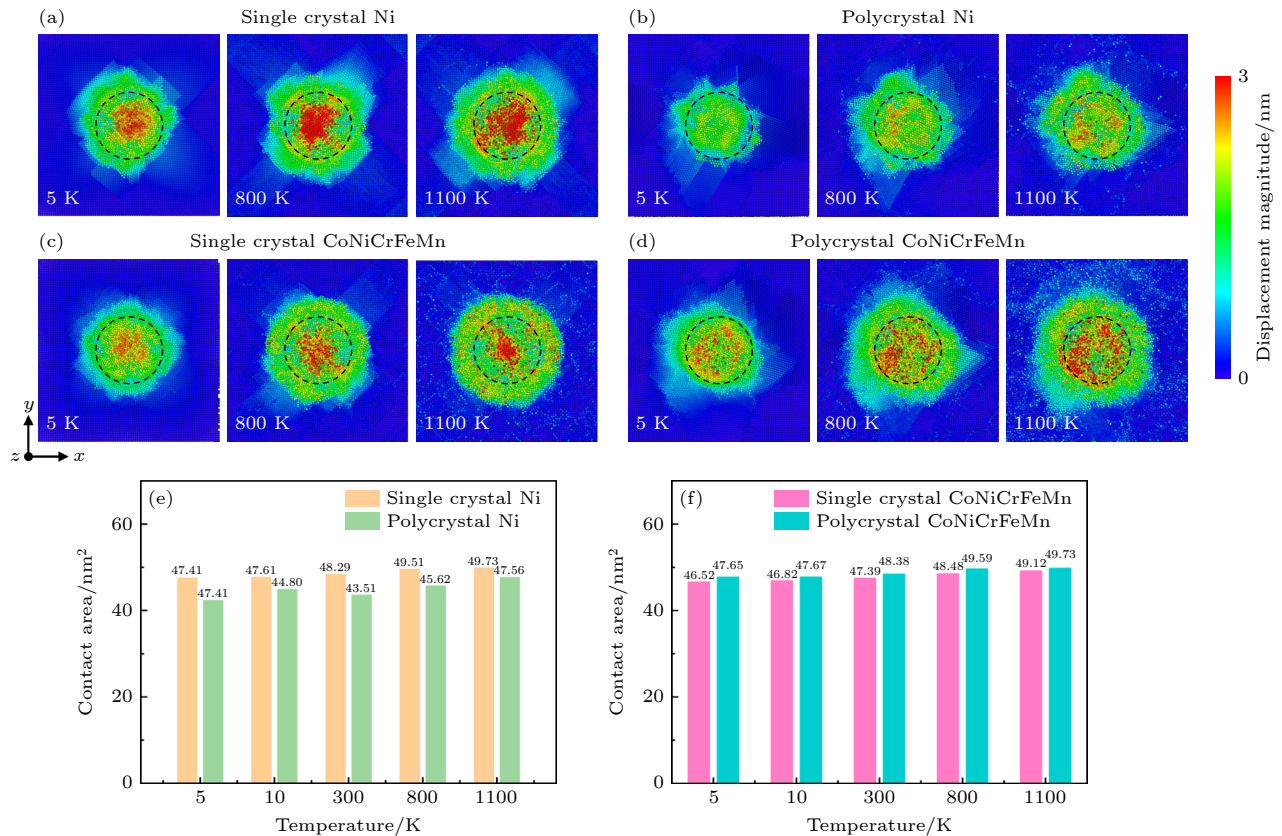 (a) Single crystal Ni
5 K 800 K 1100 K
(b) Polycrystal Ni
5 K 800 K 1100 K
(c) Single crystal CoNiCrFeMn
5 K 800 K 1100 K
(d) Polycrystal CoNiCrFeMn
5 K 800 K 1100 K
3
0
Displacement magnitude/nm
y
z x
(e)
Single crystal Ni
Polycrystal Ni
Contact area/nm²
60
40
20
0
47.41 47.41 47.61 44.80 48.29 43.51 49.51 45.62 49.73 47.56
5 10 300 800 1100
Temperature/K
(f)
Single crystal CoNiCrFeMn
Polycrystal CoNiCrFeMn
Contact area/nm²
60
40
20
0
46.52 47.65 46.82 47.67 47.39 48.38 48.48 49.59 49.12 49.73
5 10 300 800 1100
Temperature/K